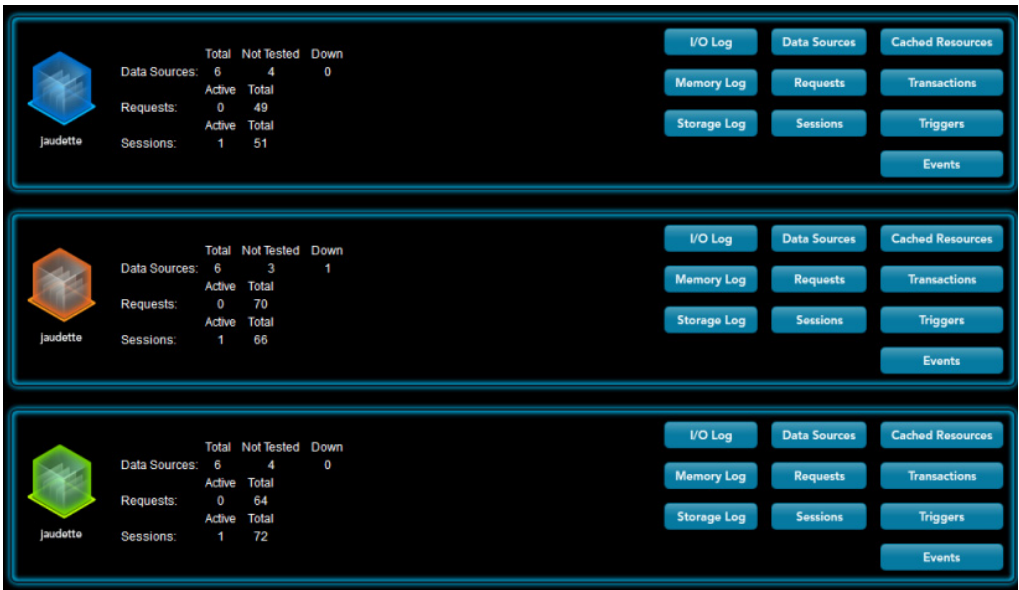 I/O Log Data Sources Cached Resources
Total Not Tested Down
Data Sources: 6 4 0
Memory Log Requests Transactions
Active Total
Requests: 0 49
Storage Log Sessions Triggers
Active Total
jaudette
Sessions: 1 51
Events
I/O Log Data Sources Cached Resources
Total Not Tested Down
Data Sources: 6 3 1
Memory Log Requests Transactions
Active Total
Requests: 0 70
Storage Log Sessions Triggers
Active Total
jaudette
Sessions: 1 66
Events
I/O Log Data Sources Cached Resources
Total Not Tested Down
Data Sources: 6 4 0
Memory Log Requests Transactions
Active Total
Requests: 0 64
Storage Log Sessions Triggers
Active Total
jaudette
Sessions: 1 72
Events